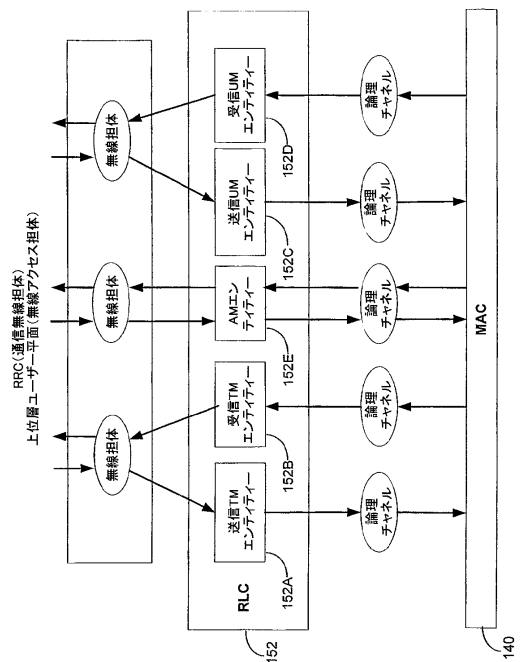 RRC(通信無線担体)
上位層ユーザー平面(無線アクセス担体)
無線担体
無線担体
無線担体
RLC
152
送信TM
エンティティー
152A
受信TM
エンティティー
152B
AMエン
ティティー
152E
送信UM
エンティティー
152C
受信UM
エンティティー
152D
論理
チャネル
論理
チャネル
論理
チャネル
論理
チャネル
論理
チャネル
MAC
140